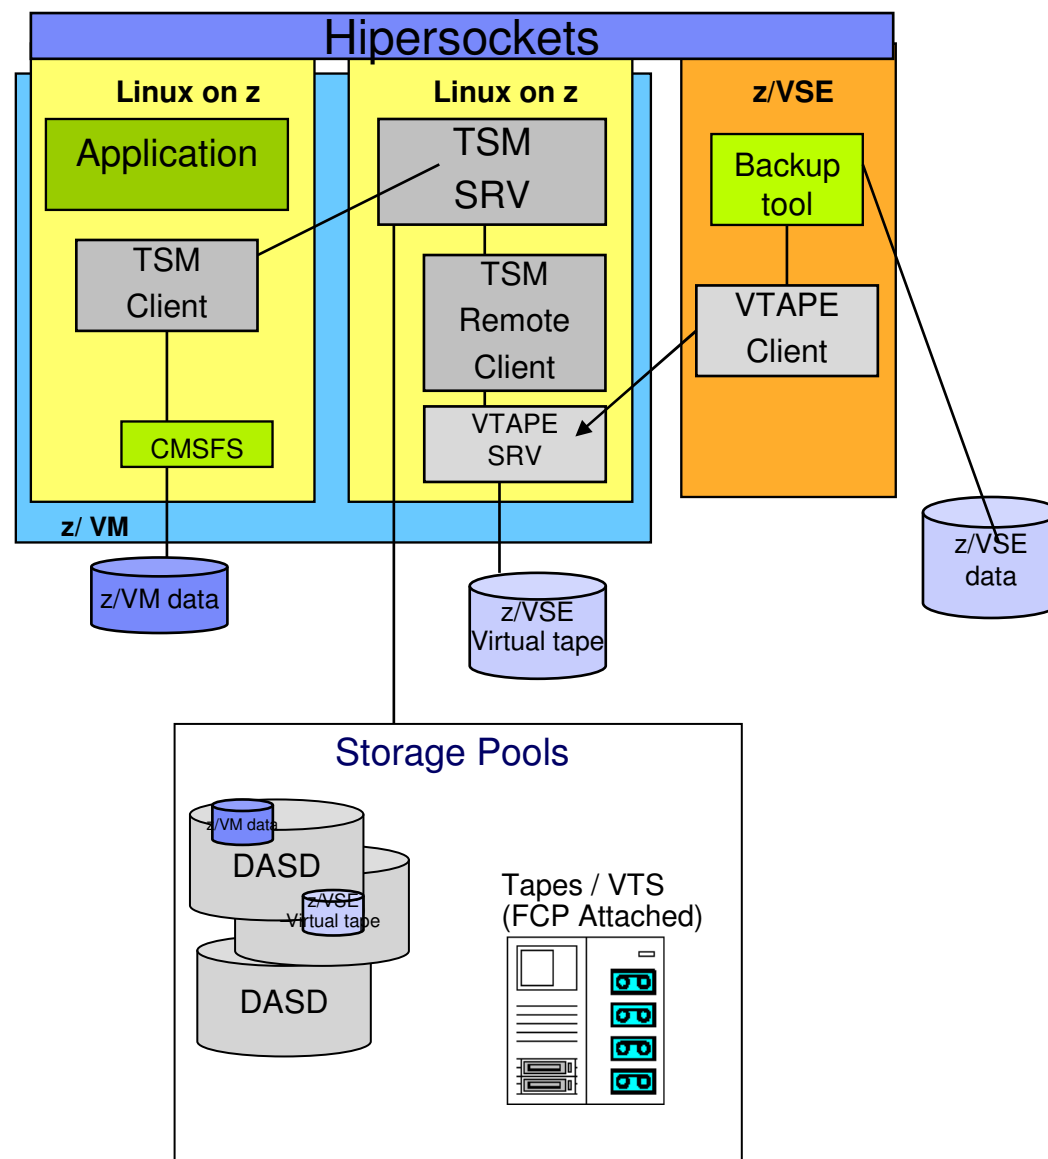 Hipersockets
Linux on z
Application
TSM
Client
CMSFS
Linux on z
TSM
SRV
TSM
Remote
Client
VTAPE
SRV
z/VSE
Backup
tool
VTAPE
Client
z/ VM
z/VM data
z/VSE
Virtual tape
z/VSE
data
Storage Pools
z/VM data
DASD
z/VSE
Virtual tape
DASD
Tapes / VTS
(FCP Attached)